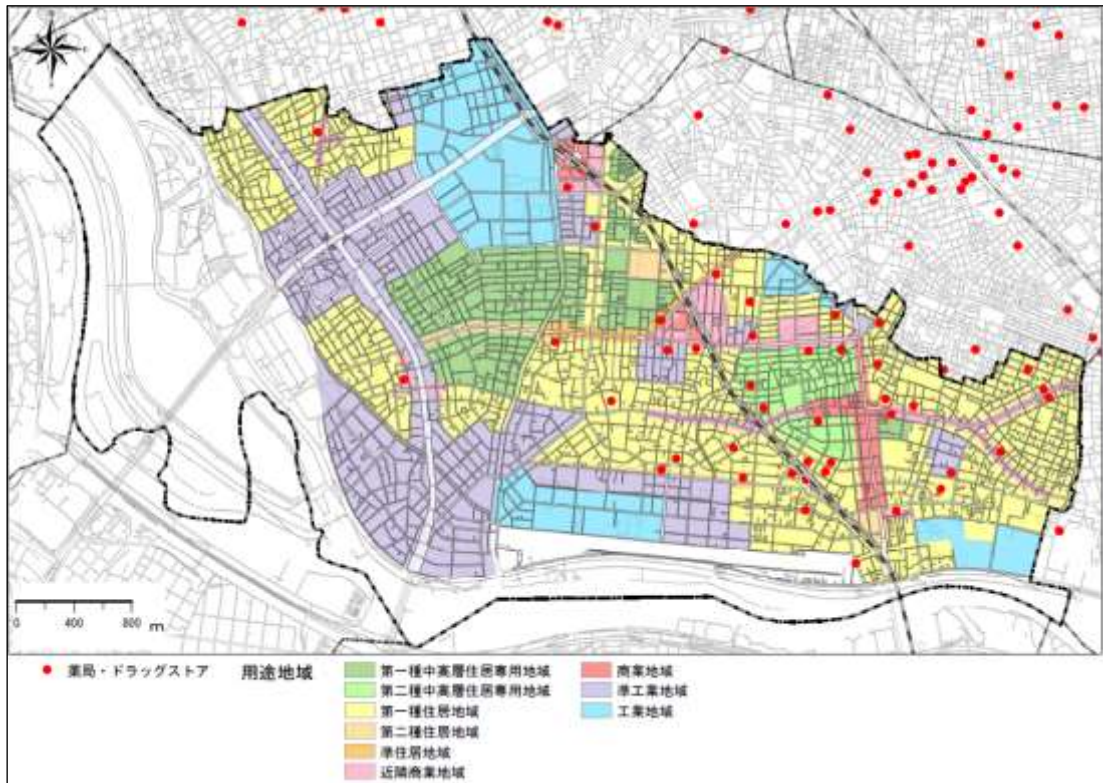 0 400 800 m
薬局・ドラッグストア
用途地域
第一種中高層住居専用地域
第二種中高層住居専用地域
第一種住居地域
第二種住居地域
準住居地域
近隣商業地域
商業地域
準工業地域
工業地域